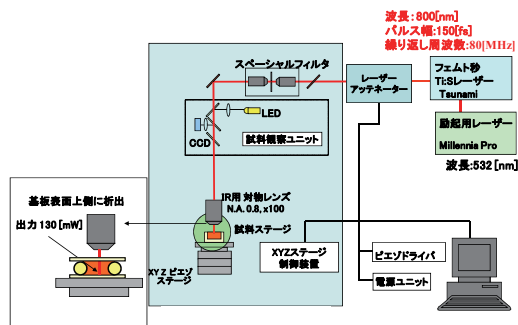 波長：800[nm]
パルス幅：150[fs]
繰り返し周波数:80[MHz]
スペーシャルフィルタ
レーザー
アッテネーター
フェムト秒
Ti:Sレーザー
Tsunami
励起用レーザー
Millennia Pro
波長:532 [nm]
LED
CCD
試料観察ユニット
IR用 対物レンズ
N.A. 0.8, x100
試料ステージ
基板表面上側に析出
出力 130 [mW]
XYZ ピエゾ
ステージ
XYZステージ
制御装置
ピエゾドライバ
電源ユニット